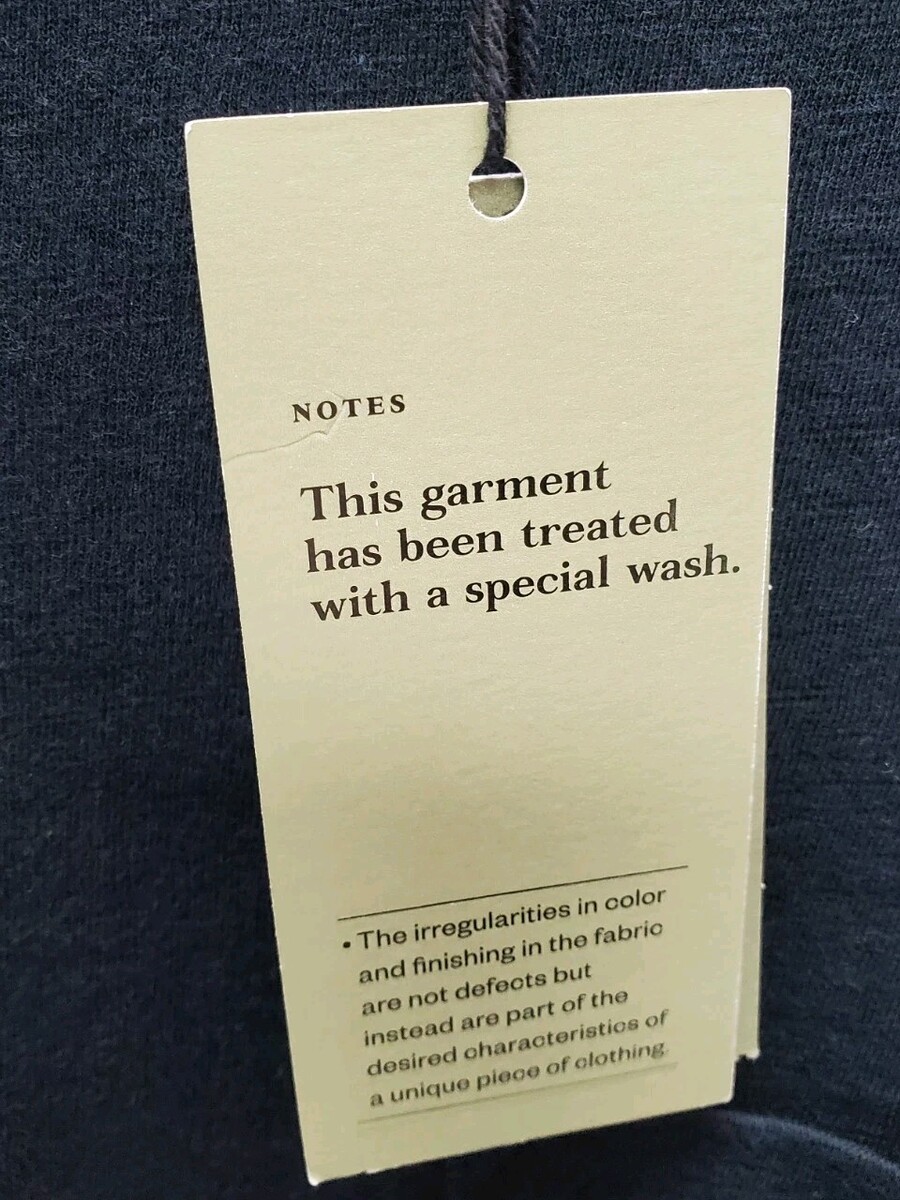 NOTES
This garment
has been treated
with a special wash.
• The irregularities in color
and finishing in the fabric
are not defects but
instead are part of the
desired characteristics of
a unique piece of clothing.